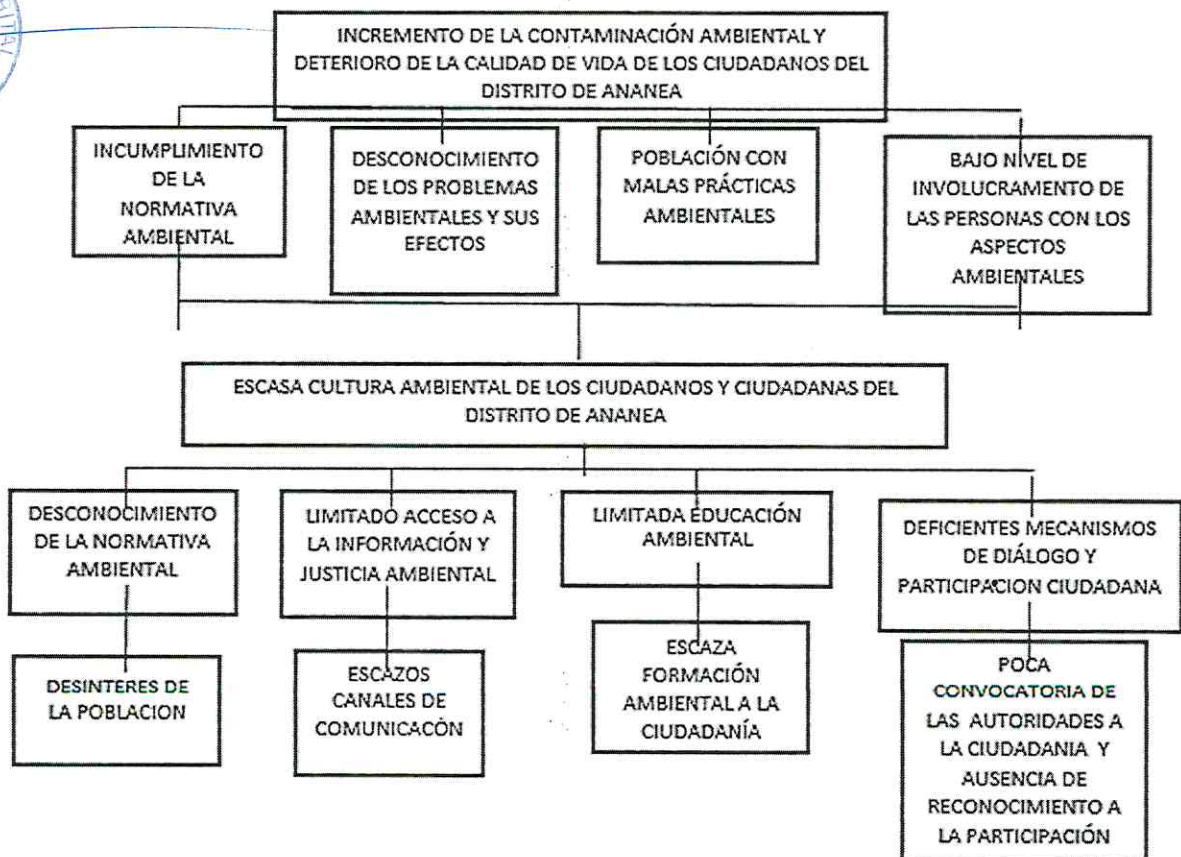 INCREMENTO DE LA CONTAMINACIÓN AMBIENTAL Y
DETERIORO DE LA CALIDAD DE VIDA DE LOS CIUDADANOS DEL
DISTRITO DE ANANEA
INCUMPLIMIENTO
DE LA
NORMATIVA
AMBIENTAL
DESCONOCIMIENTO
DE LOS PROBLEMAS
AMBIENTALES Y SUS
EFECTOS
POBLACIÓN CON
MALAS PRÁCTICAS
AMBIENTALES
BAJO NIVEL DE
INVOLUCRAMENTO DE
LAS PERSONAS CON LOS
ASPECTOS
AMBIENTALES
ESCASA CULTURA AMBIENTAL DE LOS CIUDADANOS Y CIUDADANAS DEL
DISTRITO DE ANANEA
DESCONOCIMIENTO
DE LA NORMATIVA
AMBIENTAL
LIMITADO ACCESO A
LA INFORMACIÓN Y
JUSTICIA AMBIENTAL
LIMITADA EDUCACIÓN
AMBIENTAL
DEFICIENTES MECANISMOS
DE DIÁLOGO Y
PARTICIPACION CIUDADANA
DESINTERES DE
LA POBLACION
ESCAZOS
CANALES DE
COMUNICACÓN
ESCAZA
FORMACIÓN
AMBIENTAL A LA
CIUDADANÍA
POCA
CONVOCATORIA DE
LAS AUTORIDADES A
LA CIUDADANIA Y
AUSENCIA DE
RECONOCIMIENTO A
LA PARTICIPACIÓN